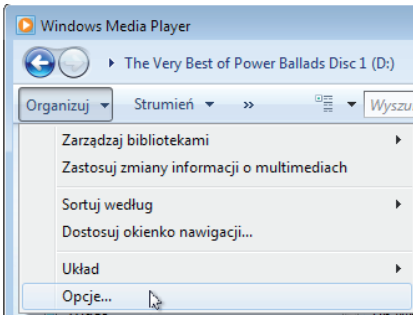 Windows Media Player
The Very Best of Power Ballads Disc 1 (D:)
Organizuj Strumień » Wyszu
Zarządzaj bibliotekami
Zastosuj zmiany informacji o multimediach
Sortuj według
Dostosuj okienko nawigacji...
Układ
Opcje...